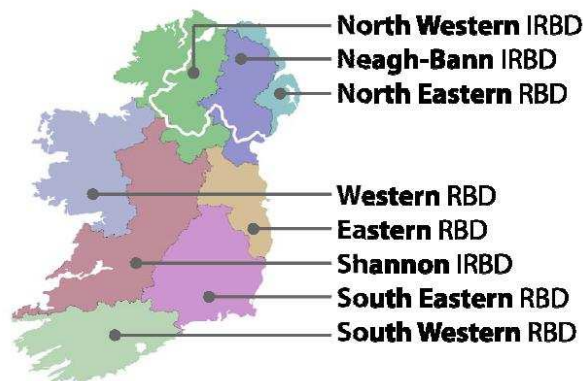 North Western IRBD
Neagh-Bann IRBD
North Eastern RBD
Western RBD
Eastern RBD
Shannon IRBD
South Eastern RBD
South Western RBD